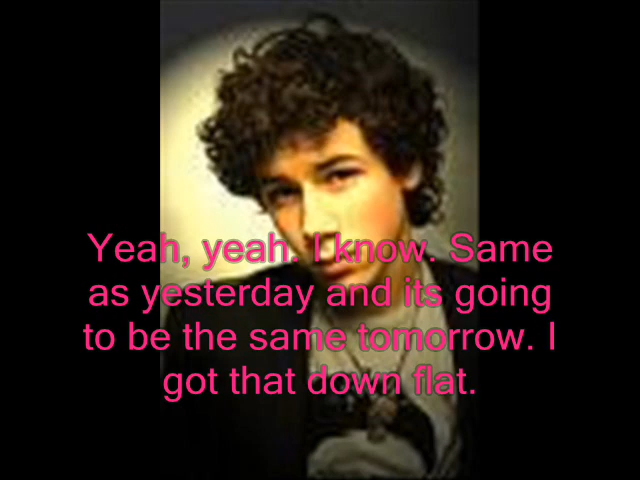 Yeah, yeah. I know. Same
as yesterday and its going
to be the same tomorrow. I
got that down flat.